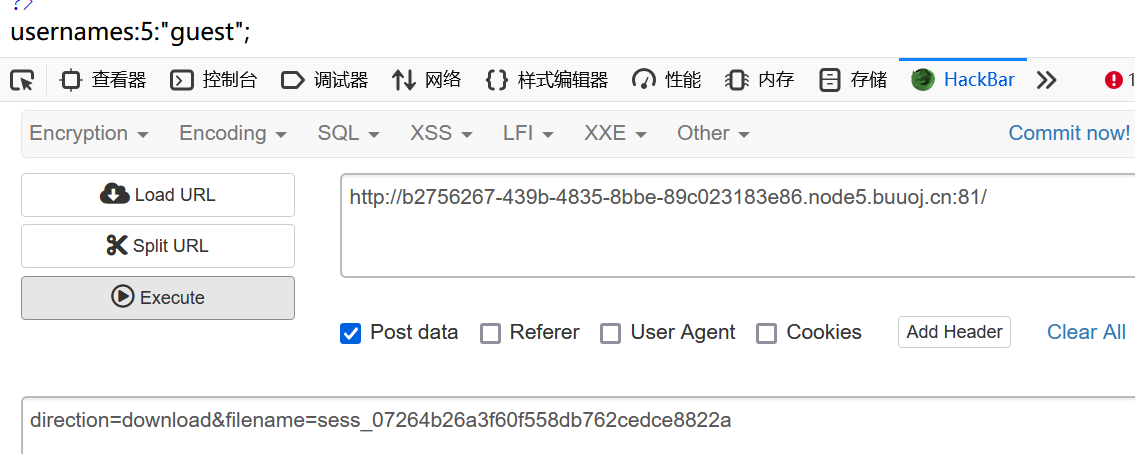 ?>
usernames:5:"guest";
查看器 控制台 调试器 网络 样式编辑器 性能 内存 存储 HackBar 1
Encryption Encoding SQL XSS LFI XXE Other Commit now!
Load URL
http://b2756267-439b-4835-8bbe-89c023183e86.node5.buuoj.cn:81/
Split URL
Execute
Post data Referer User Agent Cookies Add Header Clear All
direction=download&filename=sess_07264b26a3f60f558db762cedce8822a